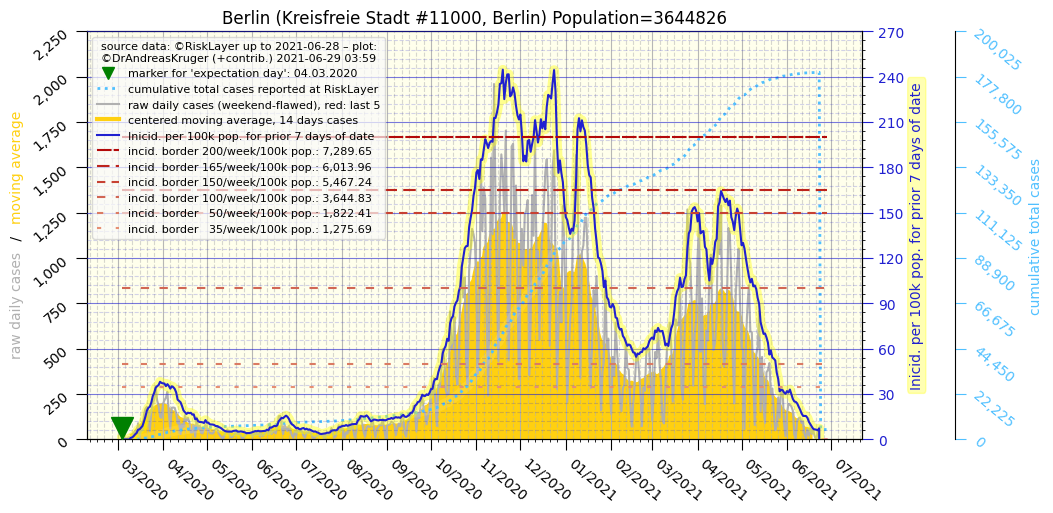 Berlin (Kreisfreie Stadt #11000, Berlin) Population=3644826
source data: ©RiskLayer up to 2021-06-28 – plot:
©DrAndreasKruger (+contrib.) 2021-06-29 03:59
marker for 'expectation day': 04.03.2020
cumulative total cases reported at RiskLayer
raw daily cases (weekend-flawed), red: last 5
centered moving average, 14 days cases
Inicid. per 100k pop. for prior 7 days of date
incid. border 200/week/100k pop.: 7,289.65
incid. border 165/week/100k pop.: 6,013.96
incid. border 150/week/100k pop.: 5,467.24
incid. border 100/week/100k pop.: 3,644.83
incid. border   50/week/100k pop.: 1,822.41
incid. border   35/week/100k pop.: 1,275.69
raw daily cases / moving average
2,250
2,000
1,750
1,500
1,250
1,000
750
500
250
0
03/2020
04/2020
05/2020
06/2020
07/2020
08/2020
09/2020
10/2020
11/2020
12/2020
01/2021
02/2021
03/2021
04/2021
05/2021
06/2021
07/2021
270
240
210
180
150
120
90
60
30
0
Inicid. per 100k pop. for prior 7 days of date
200,025
177,800
155,575
133,350
111,125
88,900
66,675
44,450
22,225
0
cumulative total cases